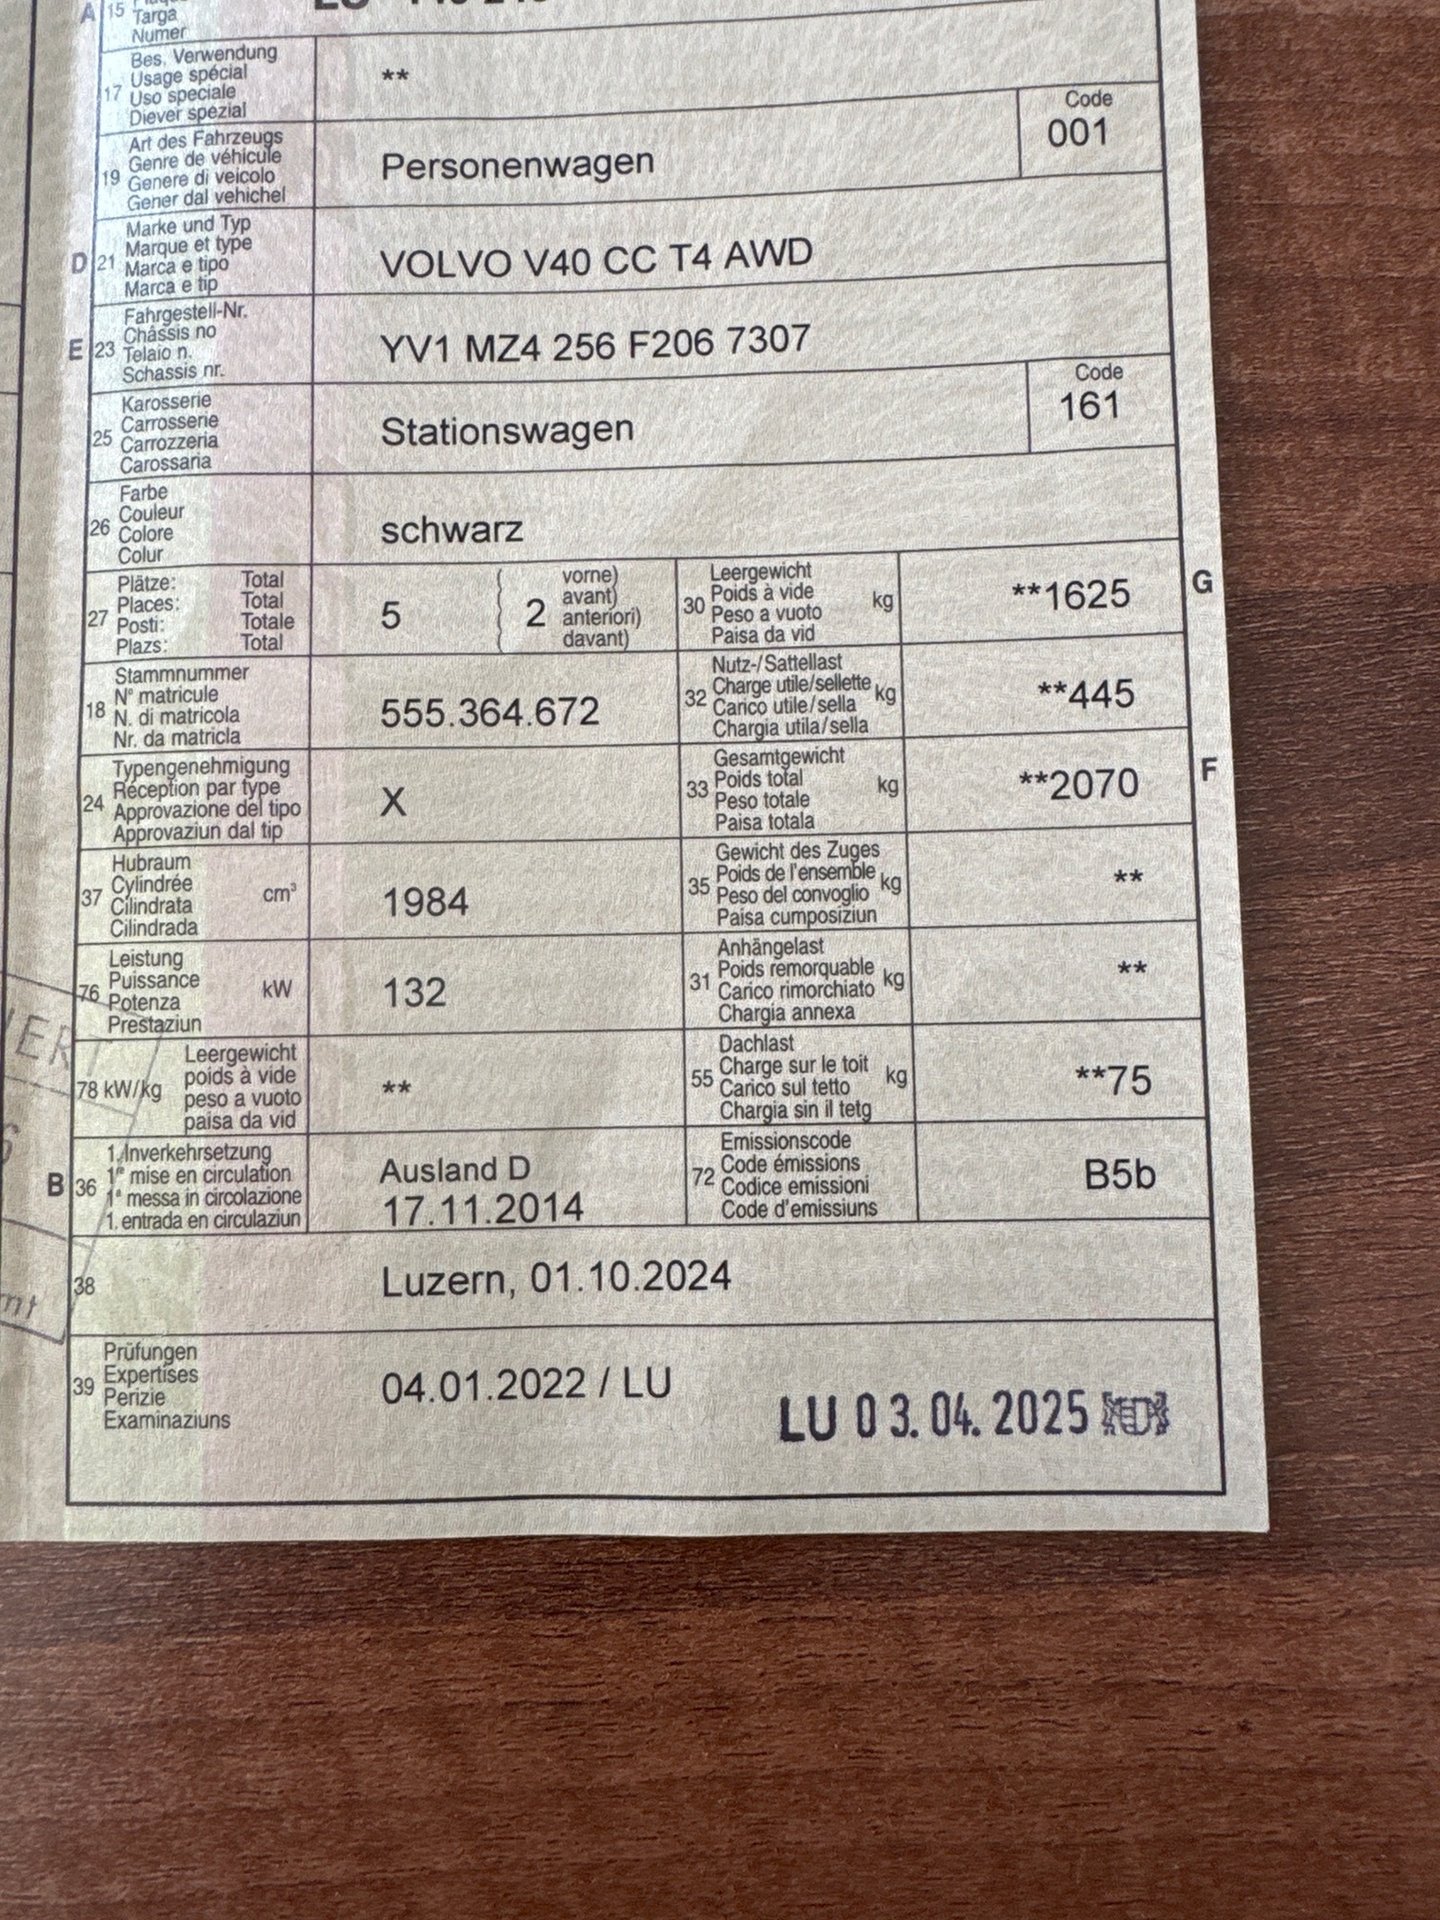 A 15 Targa
Numer
17 Bes. Verwendung
Usage spécial
Uso speciale
Diever spezial
**
19 Art des Fahrzeugs
Genre de véhicule
Genere di veicolo
Gener dal vehichel
Personenwagen
Code
001
D 21 Marke und Typ
Marque et type
Marca e tipo
Marca e tip
VOLVO V40 CC T4 AWD
E 23 Fahrgestell-Nr.
Châssis no
Telaio n.
Schassis nr.
YV1 MZ4 256 F206 7307
25 Karosserie
Carrosserie
Carrozzeria
Carossaria
Stationswagen
Code
161
26 Farbe
Couleur
Colore
Colur
schwarz
27 Plätze: Total
Places: Total
Posti: Totale
Plazs: Total
5 ( 2 vorne)
avant)
anteriori)
davant)
30 Leergewicht
Poids à vide
Peso a vuoto
Paisa da vid
kg
**1625
G
18 Stammnummer
N° matricule
N. di matricola
Nr. da matricla
555.364.672
32 Nutz-/Sattellast
Charge utile/sellette
Carico utile/sella
Chargia utila/sella
kg
**445
24 Typengenehmigung
Réception par type
Approvazione del tipo
Approvaziun dal tip
X
33 Gesamtgewicht
Poids total
Peso totale
Paisa totala
kg
**2070
F
37 Hubraum
Cylindrée
Cilindrata
Cilindrada
cm³
1984
35 Gewicht des Zuges
Poids de l'ensemble
Peso del convoglio
Paisa cumposiziun
kg
**
76 Leistung
Puissance
Potenza
Prestaziun
kW
132
31 Anhängelast
Poids remorquable
Carico rimorchiato
Chargia annexa
kg
**
78 kW/kg Leergewicht
poids à vide
peso a vuoto
paisa da vid
**
55 Dachlast
Charge sur le toit
Carico sul tetto
Chargia sin il tetg
kg
**75
B 36 1. Inverkehrsetzung
1re mise en circulation
1a messa in circolazione
1. entrada en circulaziun
Ausland D
17.11.2014
72 Emissionscode
Code émissions
Codice emissioni
Code d'emissiuns
B5b
38
Luzern, 01.10.2024
39 Prüfungen
Expertises
Perizie
Examinaziuns
04.01.2022 / LU
LU 03.04.2025